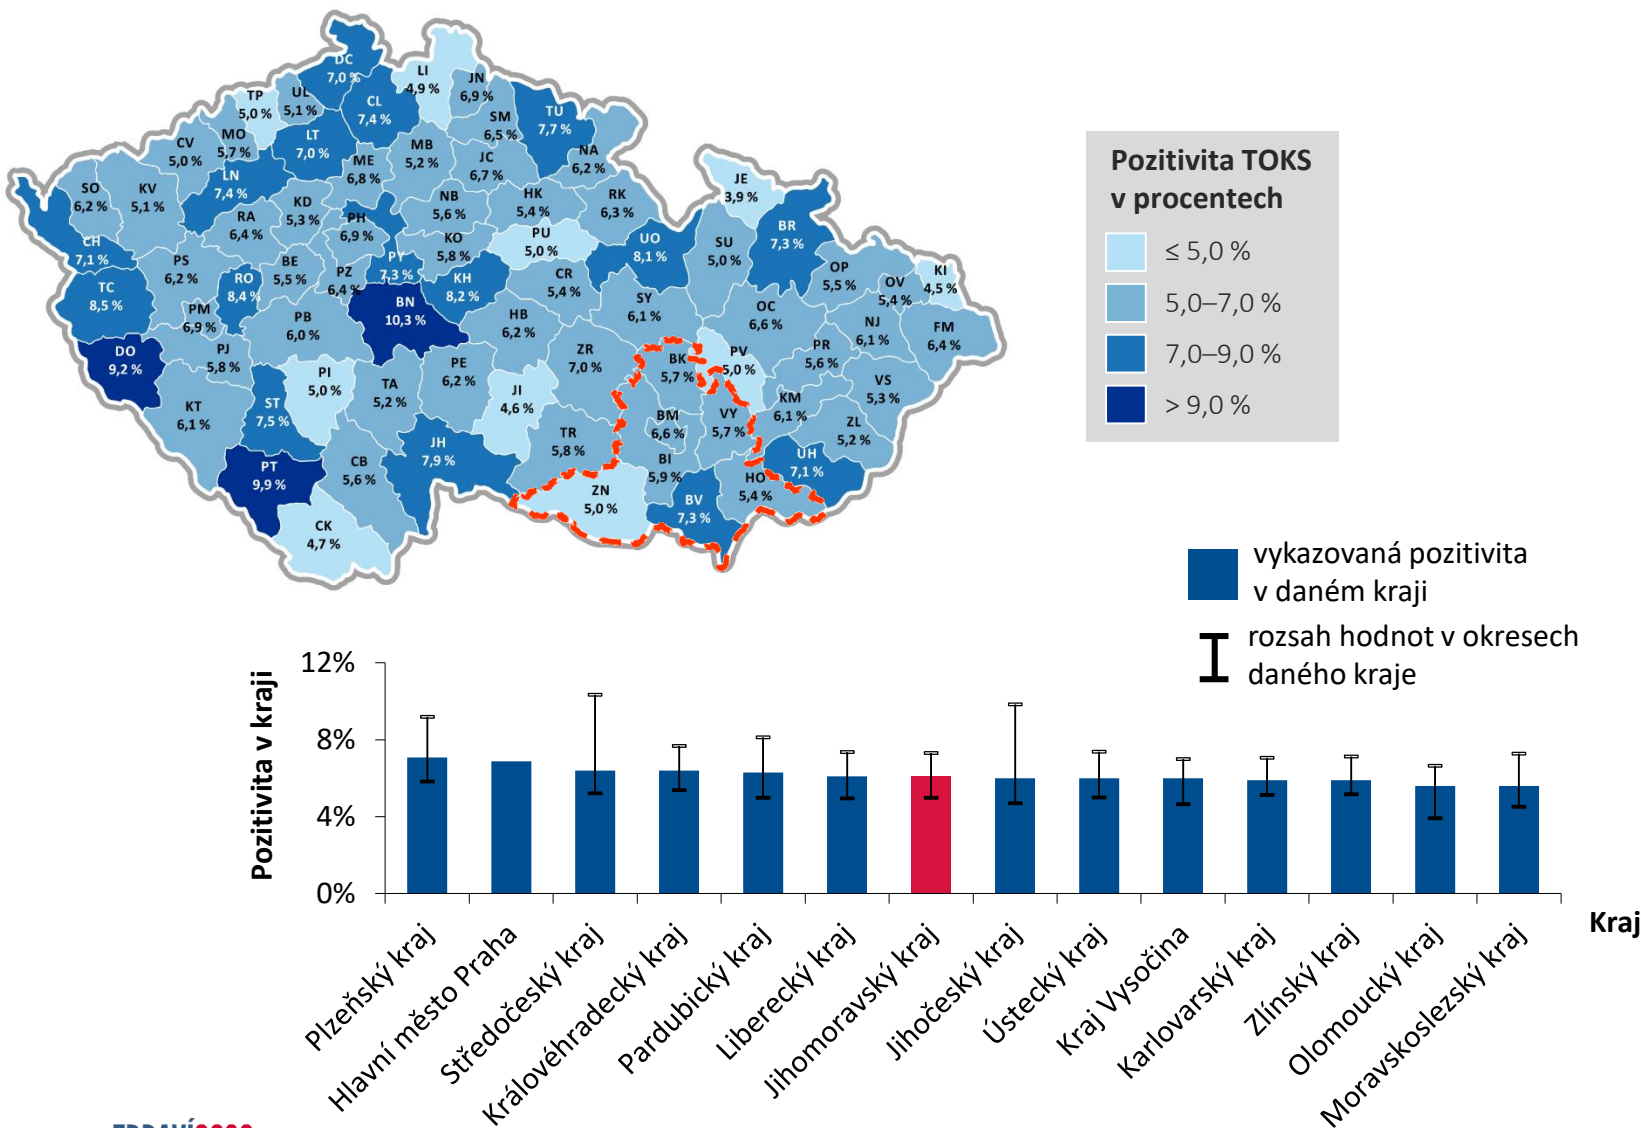 DC
7,0 %
LI
4,9 %
JN
6,9 %
TP
5,0 %
UL
5,1 %
CL
7,4 %
SM
6,5 %
TU
7,7 %
CV
5,0 %
MO
5,7 %
LT
7,0 %
ME
6,8 %
MB
5,2 %
JC
6,7 %
NA
6,2 %
SO
6,2 %
KV
5,1 %
LN
7,4 %
RA
6,4 %
KD
5,3 %
PH
6,9 %
NB
5,6 %
HK
5,4 %
RK
6,3 %
JE
3,9 %
CH
7,1 %
PS
6,2 %
RO
8,4 %
BE
5,5 %
PZ
6,4 %
PY
7,3 %
KO
5,8 %
PU
5,0 %
UO
8,1 %
SU
5,0 %
BR
7,3 %
TC
8,5 %
PM
6,9 %
PB
6,0 %
BN
10,3 %
KH
8,2 %
CR
5,4 %
SY
6,1 %
OP
5,5 %
OV
5,4 %
KI
4,5 %
DO
9,2 %
PJ
5,8 %
HB
6,2 %
OC
6,6 %
NJ
6,1 %
FM
6,4 %
KT
6,1 %
ST
7,5 %
PI
5,0 %
TA
5,2 %
PE
6,2 %
JI
4,6 %
ZR
7,0 %
BK
5,7 %
PV
5,0 %
PR
5,6 %
VS
5,3 %
PT
9,9 %
CB
5,6 %
JH
7,9 %
TR
5,8 %
BM
6,6 %
VY
5,7 %
KM
6,1 %
ZL
5,2 %
CK
4,7 %
ZN
5,0 %
BI
5,9 %
BV
7,3 %
HO
5,4 %
UH
7,1 %
Pozitivita TOKS
v procentech
≤ 5,0 %
5,0–7,0 %
7,0–9,0 %
> 9,0 %
vykazovaná pozitivita
v daném kraji
rozsah hodnot v okresech
daného kraje
Pozitivita v kraji
12%
8%
4%
0%
Kraj
Plzeňský kraj
Hlavní město Praha
Středočeský kraj
Královéhradecký kraj
Pardubický kraj
Liberecký kraj
Jihomoravský kraj
Jihočeský kraj
Ústecký kraj
Kraj Vysočina
Karlovarský kraj
Zlínský kraj
Olomoucký kraj
Moravskoslezský kraj